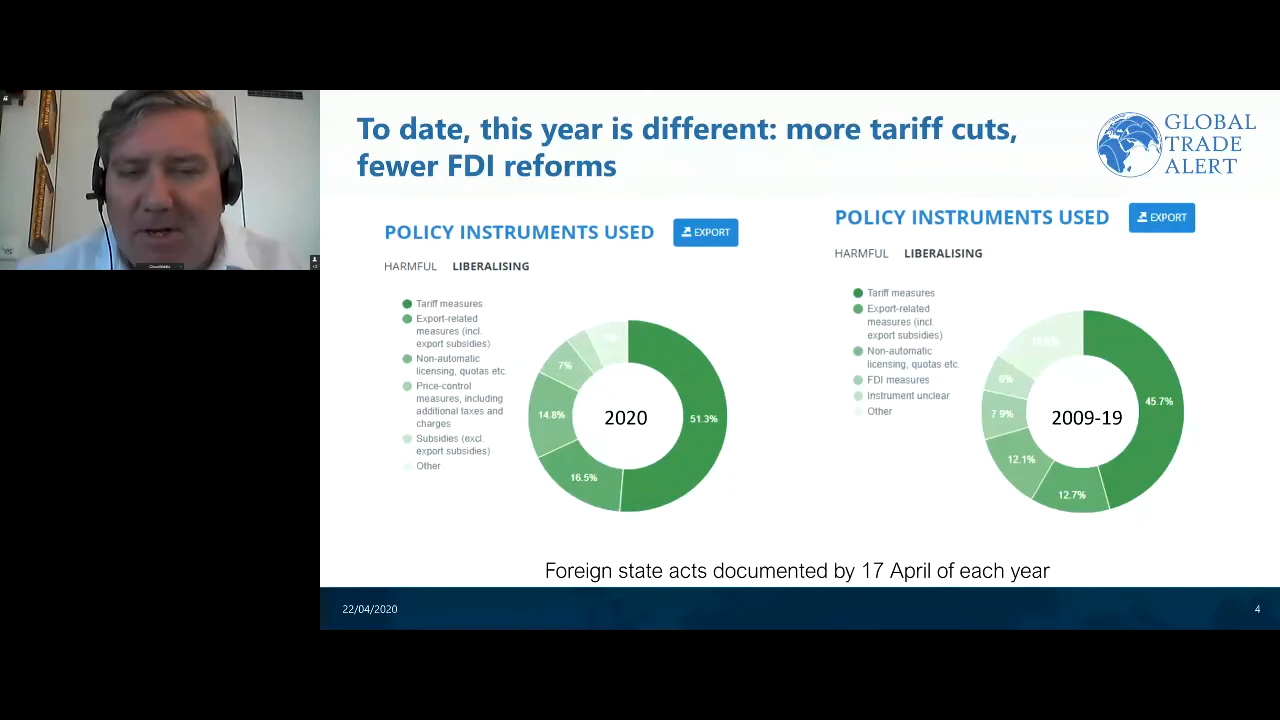 To date, this year is different: more tariff cuts,
fewer FDI reforms
GLOBAL
TRADE
ALERT
POLICY INSTRUMENTS USED
EXPORT
HARMFUL LIBERALISING
Tariff measures
Export-related
measures (incl.
export subsidies)
Non-automatic
licensing, quotas etc.
Price-control
measures, including
additional taxes and
charges
Subsidies (excl.
export subsidies)
Other
7%
14.8%
16.5%
51.3%
2020
POLICY INSTRUMENTS USED
EXPORT
HARMFUL LIBERALISING
Tariff measures
Export-related
measures (incl.
export subsidies)
Non-automatic
licensing, quotas etc.
FDI measures
Instrument unclear
Other
6%
7.9%
12.1%
12.7%
45.7%
2009-19
Foreign state acts documented by 17 April of each year
22/04/2020
4